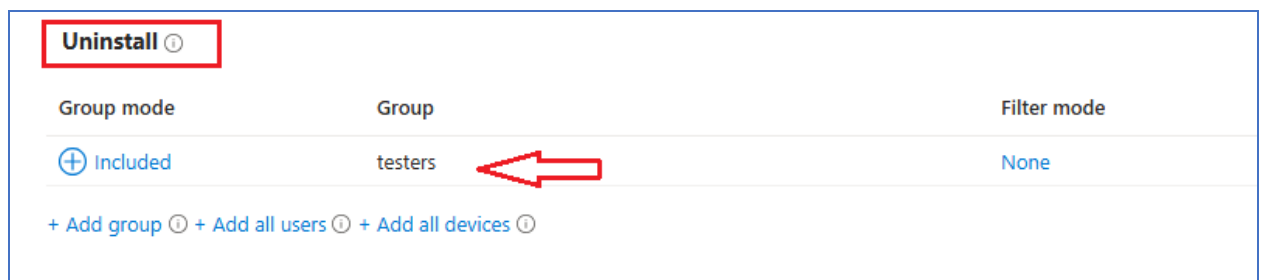 Uninstall
Group mode Group Filter mode
Included testers None
+ Add group + Add all users + Add all devices